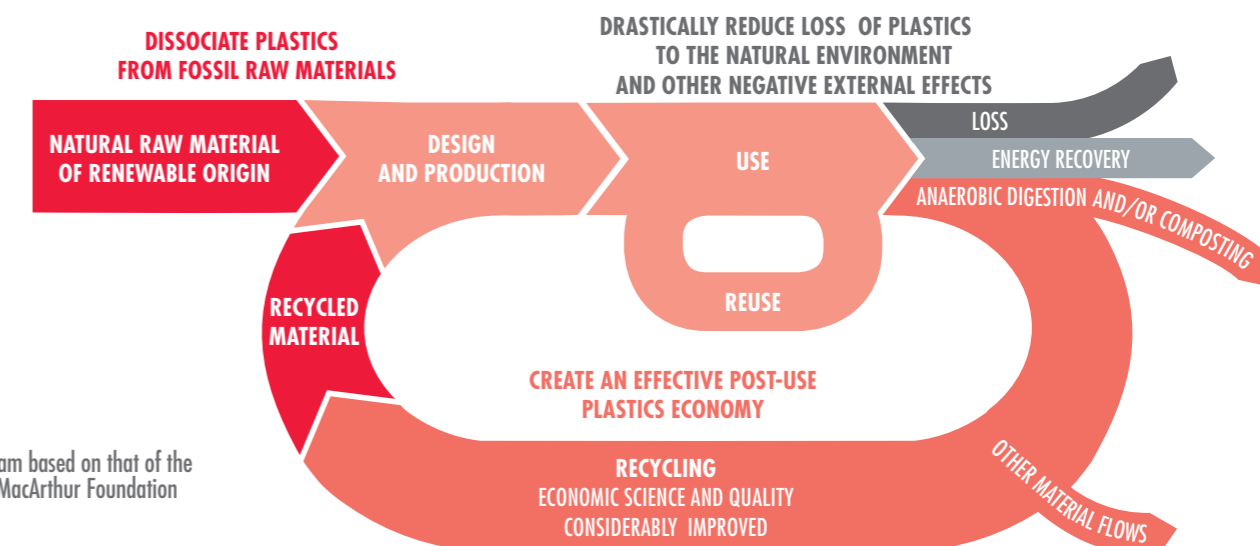 DISSOCIATE PLASTICS
FROM FOSSIL RAW MATERIALS
DRASTICALLY REDUCE LOSS OF PLASTICS
TO THE NATURAL ENVIRONMENT
AND OTHER NEGATIVE EXTERNAL EFFECTS
NATURAL RAW MATERIAL
OF RENEWABLE ORIGIN
DESIGN
AND PRODUCTION
USE
LOSS
ENERGY RECOVERY
ANAEROBIC DIGESTION AND/OR COMPOSTING
REUSE
RECYCLED
MATERIAL
CREATE AN EFFECTIVE POST-USE
PLASTICS ECONOMY
RECYCLING
ECONOMIC SCIENCE AND QUALITY
CONSIDERABLY IMPROVED
OTHER MATERIAL FLOWS
am based on that of the
MacArthur Foundation